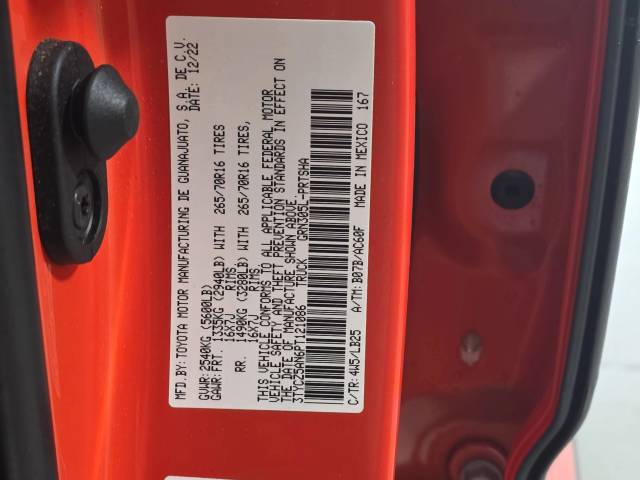 MFD.BY: TOYOTA MOTOR MANUFACTURING DE GUANAJUATO, S.A. DE C.V.
DATE: 12/22
GVWR: 2540KG (5600LB)
GAWR: FRT. 1335KG (2940LB) WITH 265/70R16 TIRES
16X7J RIMS
RR. 1490KG (3280LB) WITH 265/70R16 TIRES,
16X7J RIMS
THIS VEHICLE CONFORMS TO ALL APPLICABLE FEDERAL MOTOR
VEHICLE SAFETY AND THEFT PREVENTION STANDARDS IN EFFECT ON
THE DATE OF MANUFACTURE SHOWN ABOVE.
3TYCZ5AN6PT121086 TRUCK GRN305L-PRTSHA
C/TR: 4W5/LB25 A/TM: B07B/AC60F MADE IN MEXICO 167